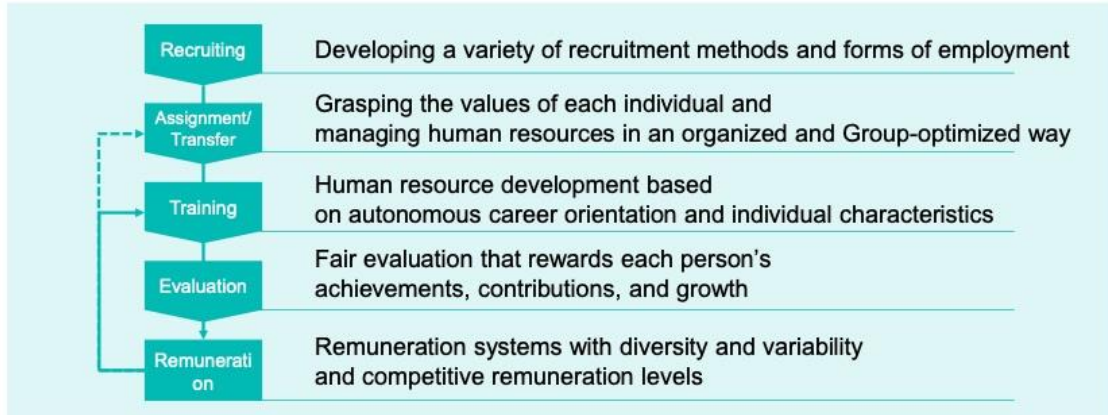 Recruiting
Developing a variety of recruitment methods and forms of employment
Assignment/
Transfer
Grasping the values of each individual and
managing human resources in an organized and Group-optimized way
Training
Human resource development based
on autonomous career orientation and individual characteristics
Evaluation
Fair evaluation that rewards each person’s
achievements, contributions, and growth
Remunerati
on
Remuneration systems with diversity and variability
and competitive remuneration levels